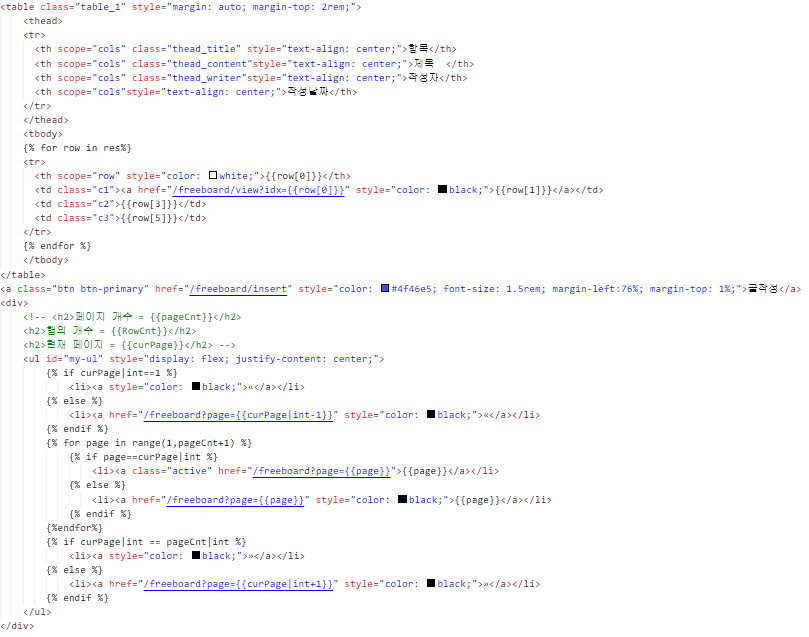 <table class="table_1" style="margin: auto; margin-top: 2rem;">
<thead>
<tr>
<th scope="cols" class="thead_title" style="text-align: center;">항목</th>
<th scope="cols" class="thead_content"style="text-align: center;">제목  </th>
<th scope="cols" class="thead_writer"style="text-align: center;">작성자</th>
<th scope="cols"style="text-align: center;">작성날짜</th>
</tr>
</thead>
<tbody>
{% for row in res%}
<tr>
<th scope="row" style="color: white;">{{row[0]}}</th>
<td class="c1"><a href="/freeboard/view?idx={{row[0]}}" style="color: black;">{{row[1]}}</a></td>
<td class="c2">{{row[3]}}</td>
<td class="c3">{{row[5]}}</td>
</tr>
{% endfor %}
</tbody>
</table>
<a class="btn btn-primary" href="/freeboard/insert" style="color: #4f46e5; font-size: 1.5rem; margin-left:76%; margin-top: 1%;">글작성</a>
<div>
<!-- <h2>페이지 개수 = {{pageCnt}}</h2>
<h2>행의 개수 = {{RowCnt}}</h2>
<h2>현재 페이지 = {{curPage}}</h2> -->
<ul id="my-ul" style="display: flex; justify-content: center;">
{% if curPage|int==1 %}
<li><a style="color: black;">«</a></li>
{% else %}
<li><a href="/freeboard?page={{curPage|int-1}}" style="color: black;">«</a></li>
{% endif %}
{% for page in range(1,pageCnt+1) %}
{% if page==curPage|int %}
<li><a class="active" href="/freeboard?page={{page}}">{{page}}</a></li>
{% else %}
<li><a href="/freeboard?page={{page}}" style="color: black;">{{page}}</a></li>
{% endif %}
{%endfor%}
{% if curPage|int == pageCnt|int %}
<li><a style="color: black;">»</a></li>
{% else %}
<li><a href="/freeboard?page={{curPage|int+1}}" style="color: black;">»</a></li>
{% endif %}
</ul>
</div>